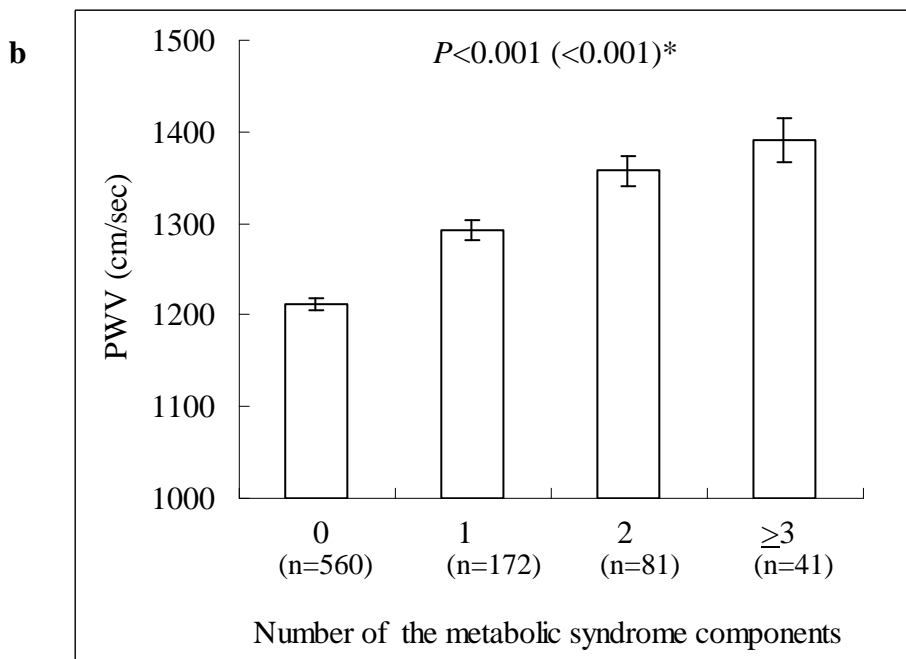 b
P<0.001 (<0.001)*
1500
1400
1300
1200
1100
1000
PWV (cm/sec)
0 1 2 ≥3
(n=560) (n=172) (n=81) (n=41)
Number of the metabolic syndrome components